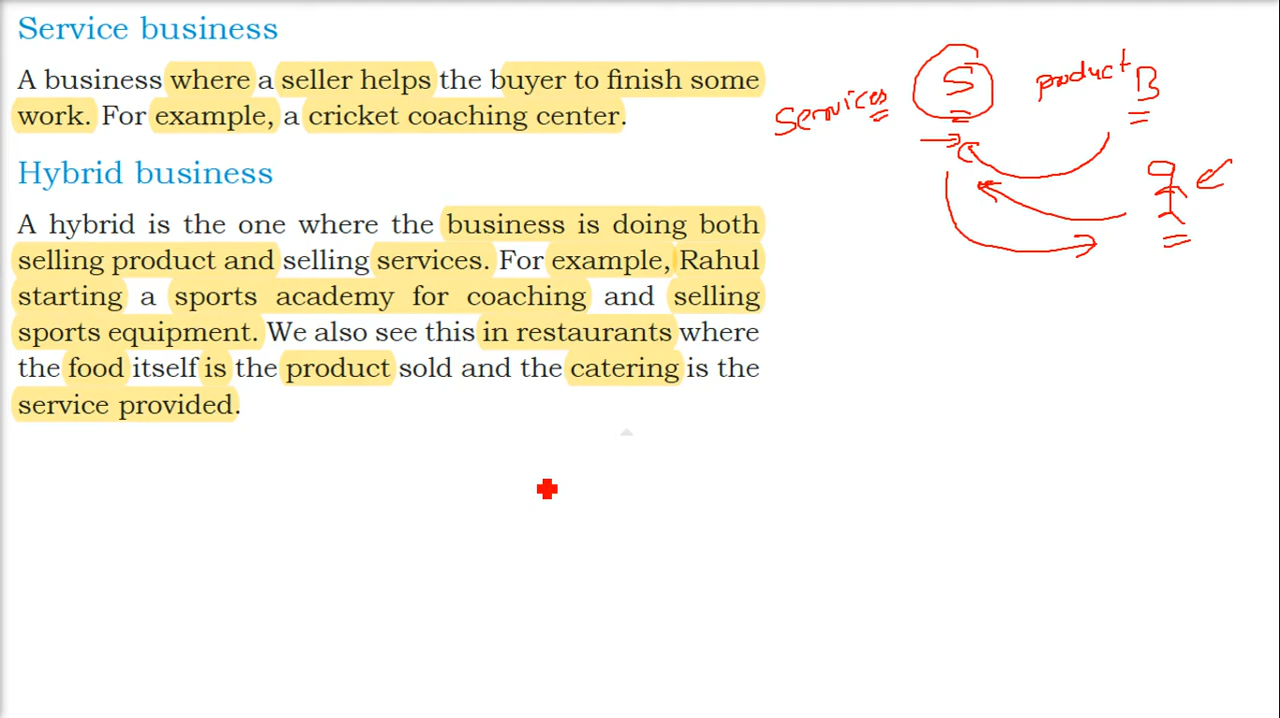 Service business
A business where a seller helps the buyer to finish some
work. For example, a cricket coaching center.
Hybrid business
A hybrid is the one where the business is doing both
selling product and selling services. For example, Rahul
starting a sports academy for coaching and selling
sports equipment. We also see this in restaurants where
the food itself is the product sold and the catering is the
service provided.
Services S product B